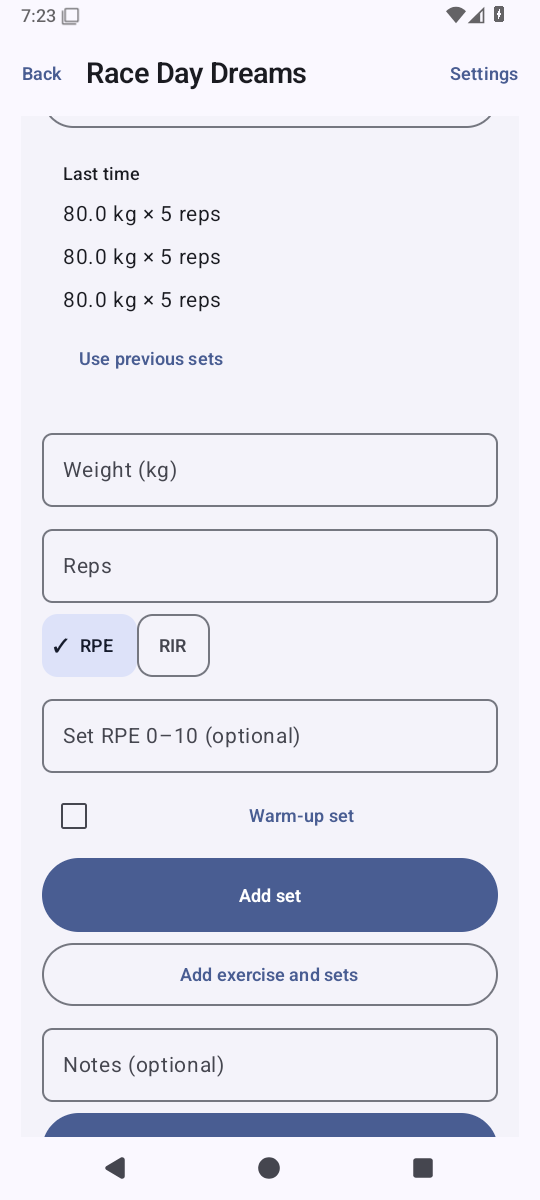 7:23
Back
Race Day Dreams
Settings
Last time
80.0 kg × 5 reps
80.0 kg × 5 reps
80.0 kg × 5 reps
Use previous sets
Weight (kg)
Reps
✓ RPE
RIR
Set RPE 0–10 (optional)
Warm-up set
Add set
Add exercise and sets
Notes (optional)